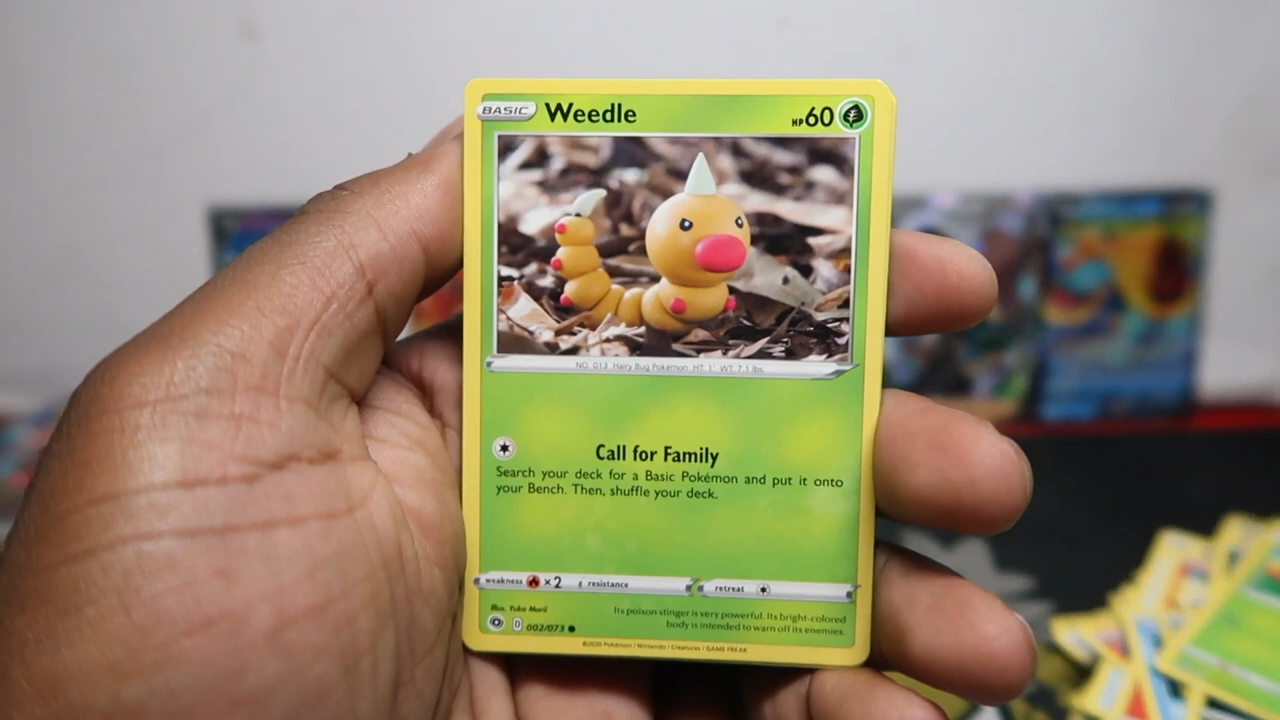 BASIC Weedle HP60
NO. 013 Hairy Bug Pokémon HT: 1' WT: 7.1 lbs.
Call for Family
Search your deck for a Basic Pokémon and put it onto
your Bench. Then, shuffle your deck.
weakness ×2 resistance retreat
Illus. Yuka Morii
D 002/073
Its poison stinger is very powerful. Its bright-colored
body is intended to warn off its enemies.
©2020 Pokémon / Nintendo / Creatures / GAME FREAK